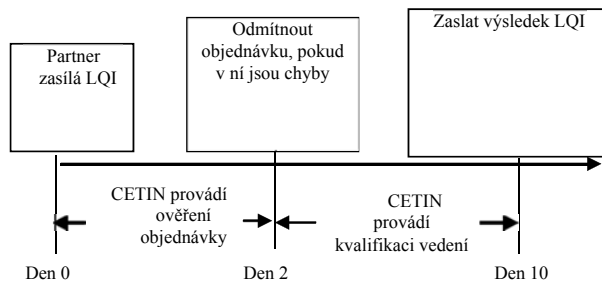 Partner
zasílá LQI
Odmítnout
objednávku, pokud
v ní jsou chyby
Zaslat výsledek LQI
CETIN provádí
ověření
objednávky
CETIN
provádí
kvalifikaci vedení
Den 0
Den 2
Den 10